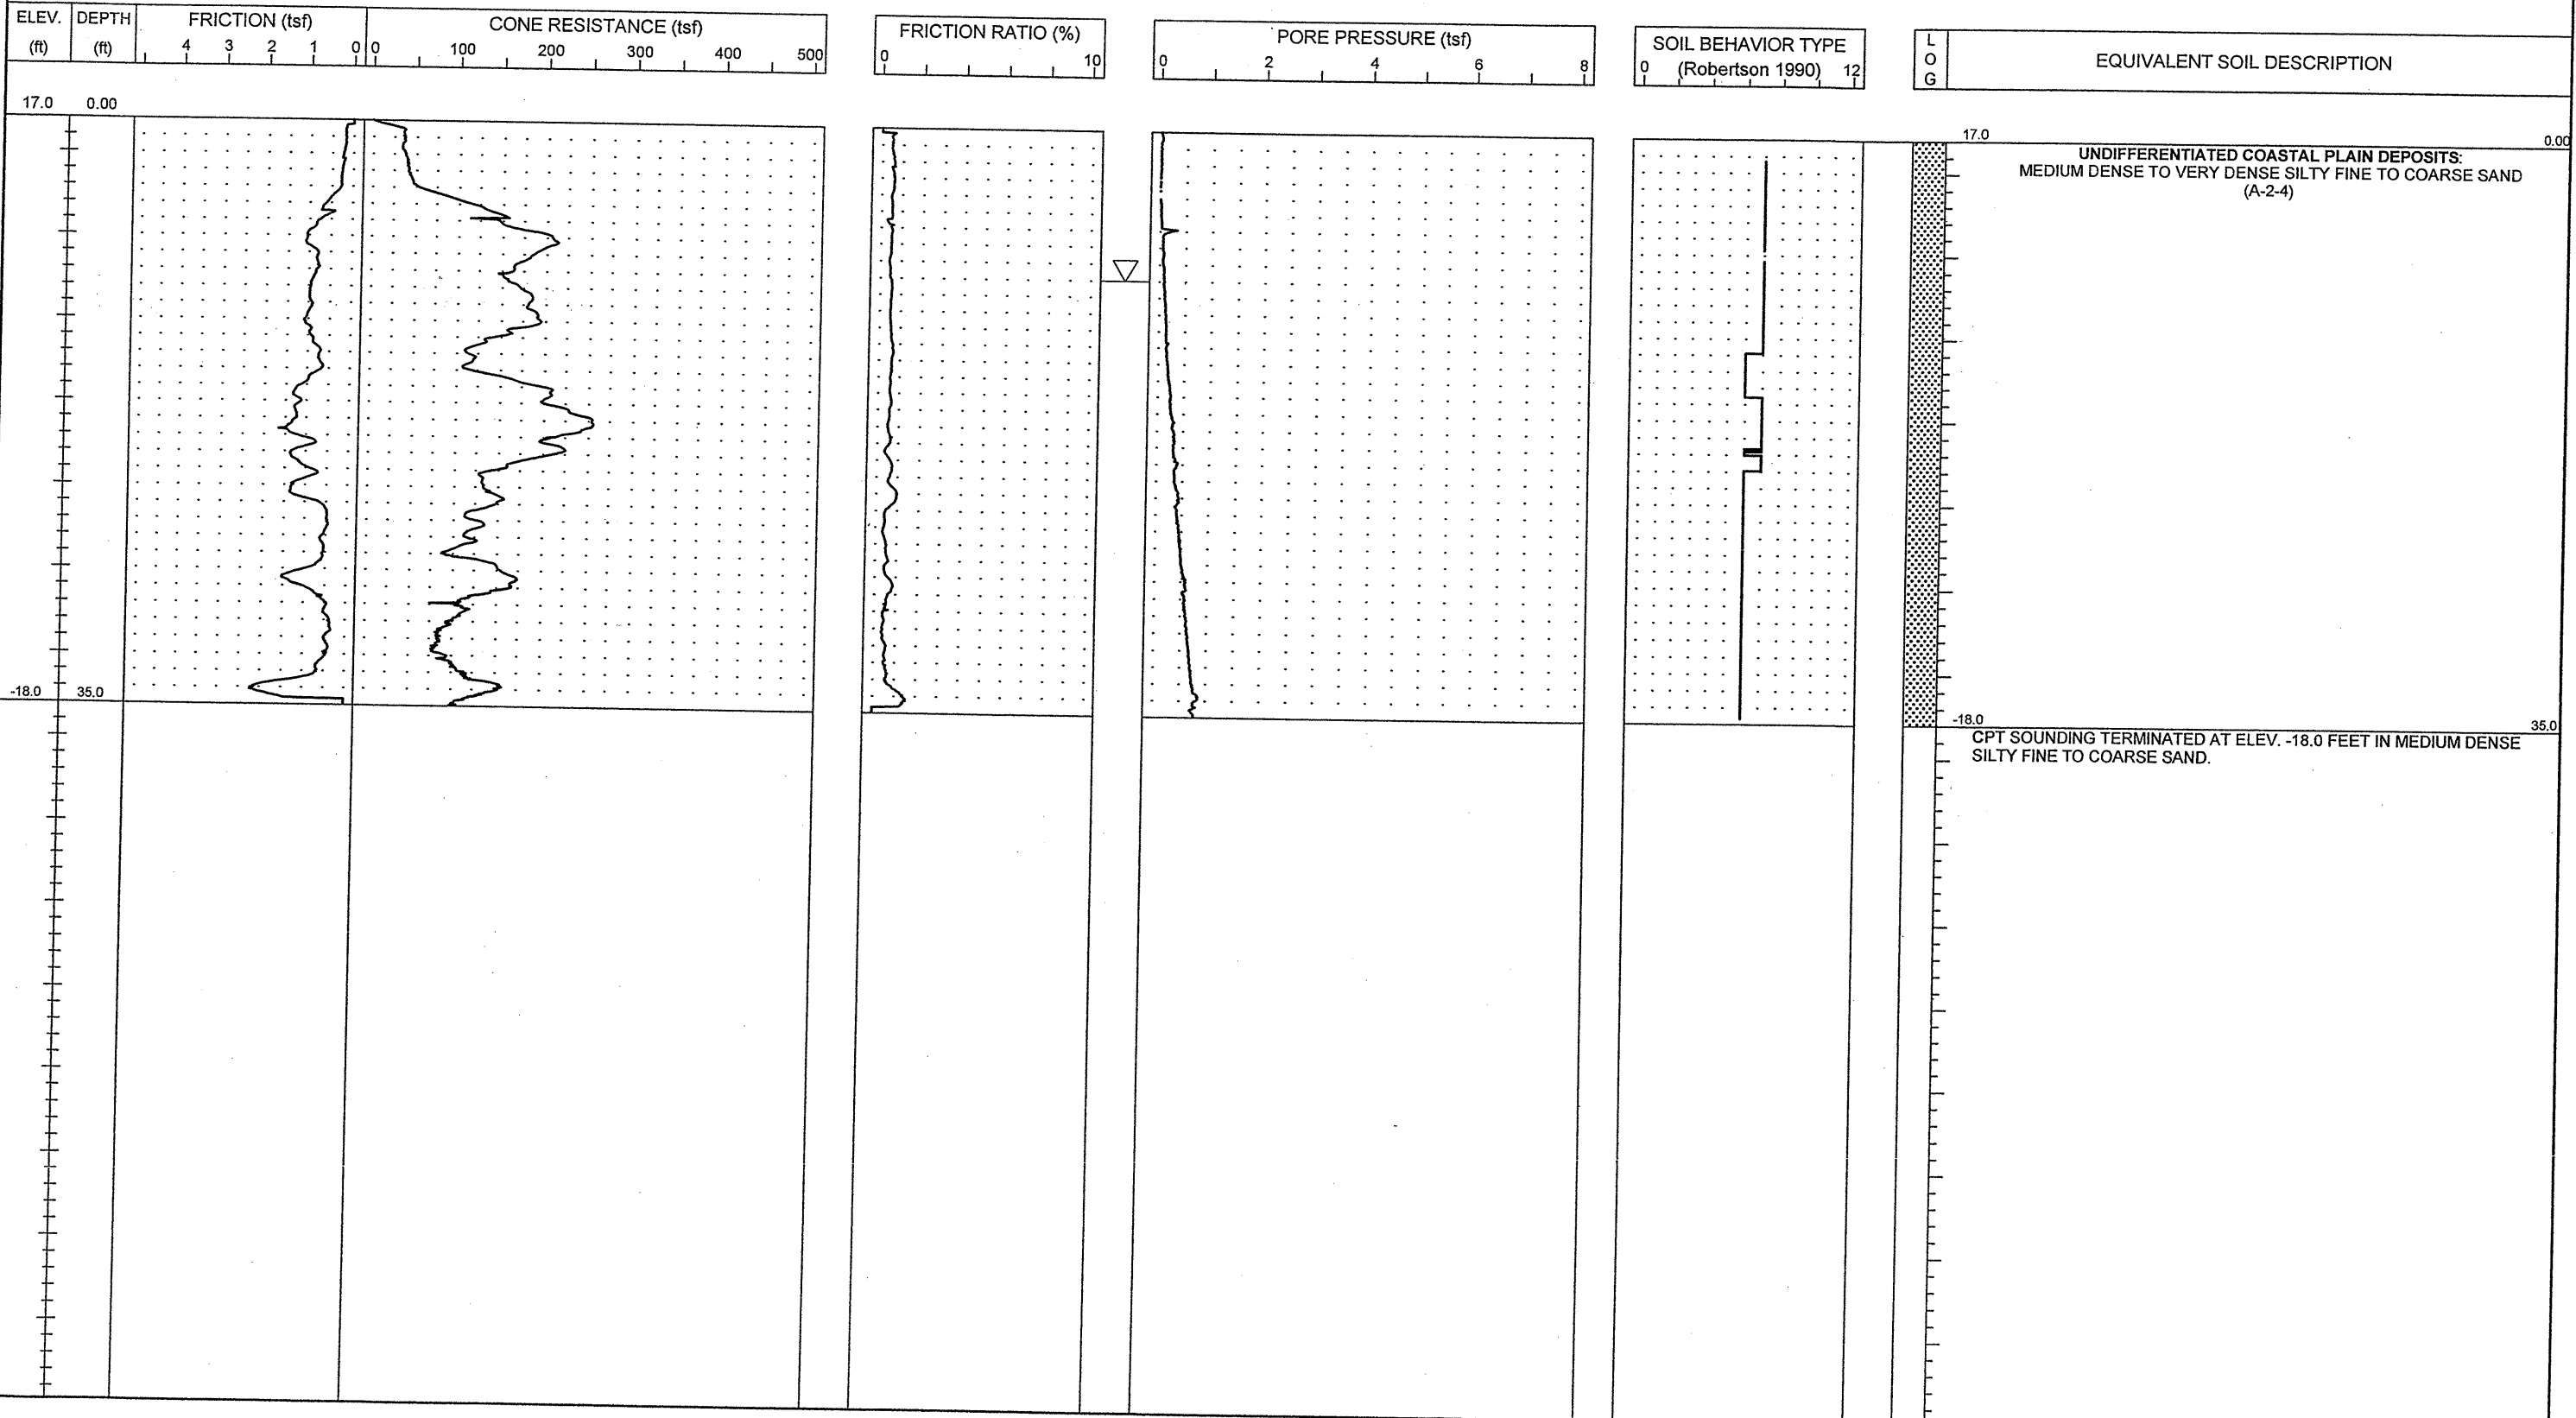 ELEV. DEPTH FRICTION (tsf) CONE RESISTANCE (tsf) FRICTION RATIO (%) PORE PRESSURE (tsf) SOIL BEHAVIOR TYPE L O G EQUIVALENT SOIL DESCRIPTION
(ft) (ft) 4 3 2 1 0 0 100 200 300 400 500 0 10 0 2 4 6 8 0 (Robertson 1990) 12
17.0 0.00
17.0 0.00
UNDIFFERENTIATED COASTAL PLAIN DEPOSITS:
MEDIUM DENSE TO VERY DENSE SILTY FINE TO COARSE SAND
(A-2-4)
-18.0 35.0
-18.0 35.0
CPT SOUNDING TERMINATED AT ELEV. -18.0 FEET IN MEDIUM DENSE
SILTY FINE TO COARSE SAND.